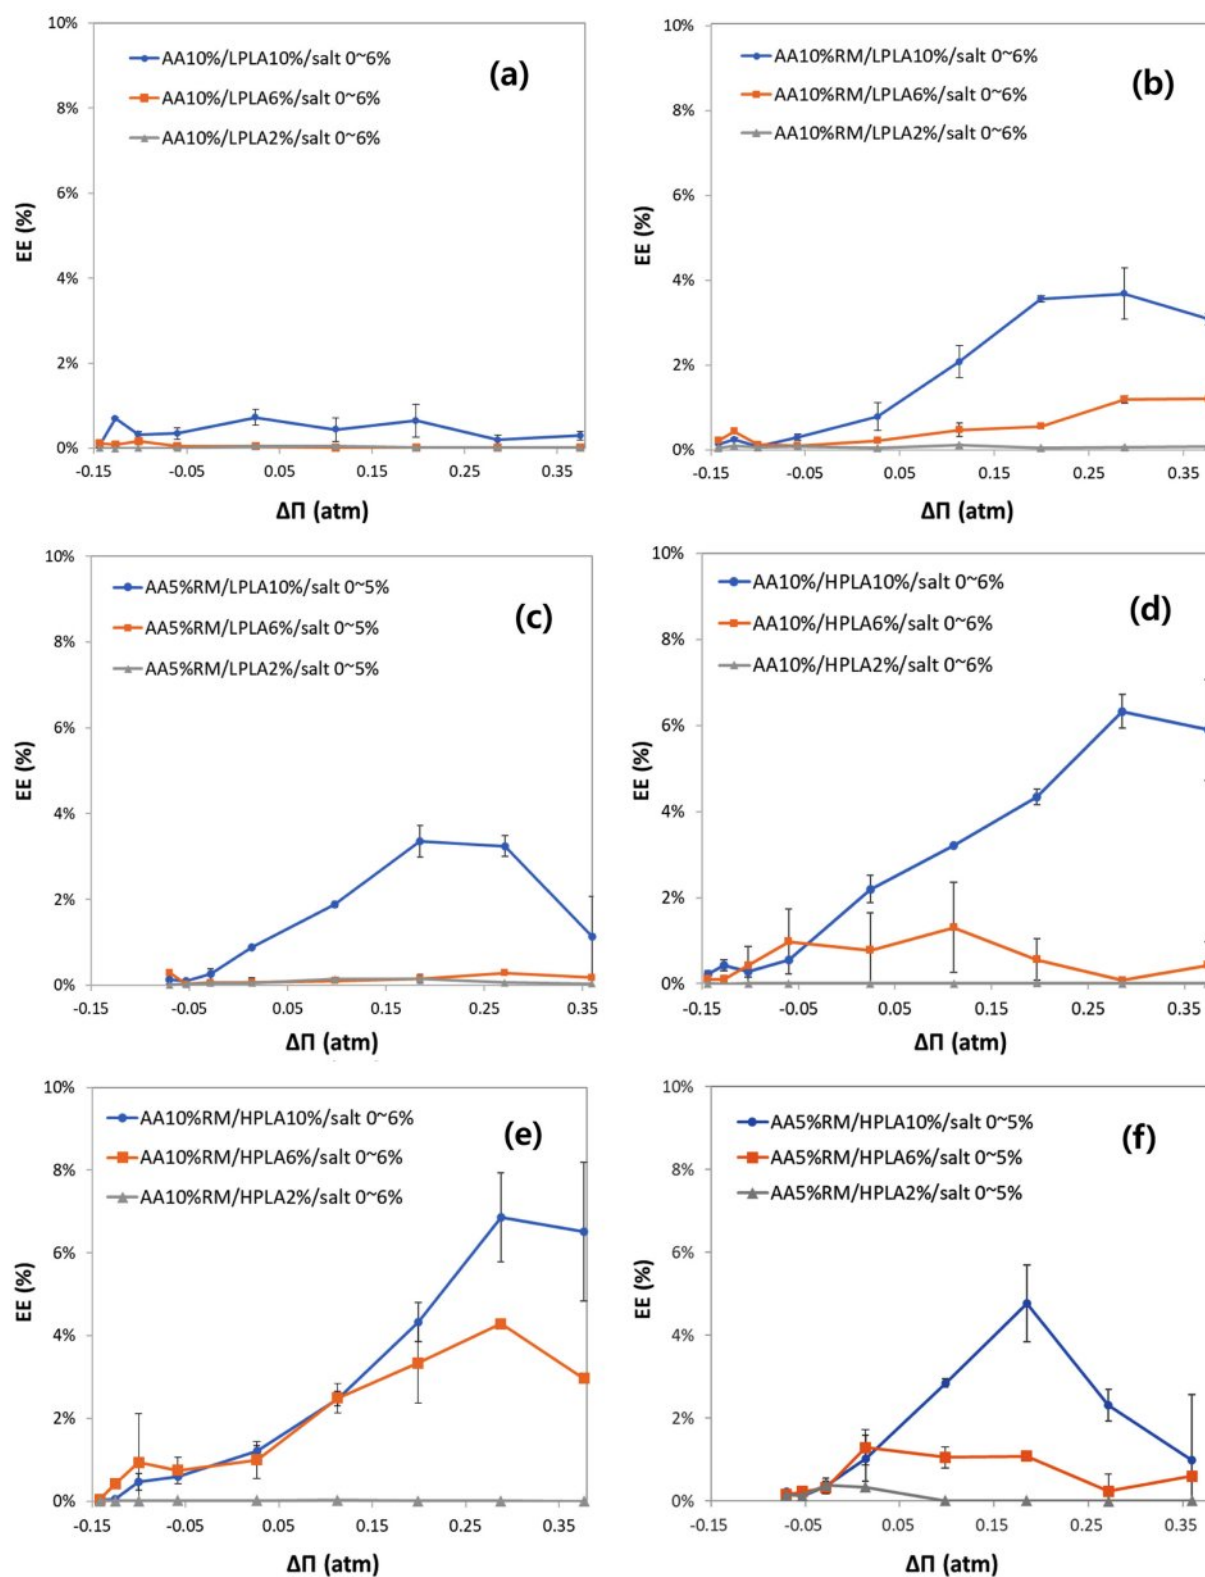 10%
8%
6%
4%
2%
0%
EE (%)
AA10%/LPLA10%/salt 0~6%
AA10%/LPLA6%/salt 0~6%
AA10%/LPLA2%/salt 0~6%
(a)
-0.15
-0.05
0.05
0.15
0.25
0.35
ΔΠ (atm)
10%
8%
6%
4%
2%
0%
EE (%)
AA10%RM/LPLA10%/salt 0~6%
AA10%RM/LPLA6%/salt 0~6%
AA10%RM/LPLA2%/salt 0~6%
(b)
-0.15
-0.05
0.05
0.15
0.25
0.35
ΔΠ (atm)
10%
8%
6%
4%
2%
0%
EE (%)
AA5%RM/LPLA10%/salt 0~5%
AA5%RM/LPLA6%/salt 0~5%
AA5%RM/LPLA2%/salt 0~5%
(c)
-0.15
-0.05
0.05
0.15
0.25
0.35
ΔΠ (atm)
10%
8%
6%
4%
2%
0%
EE (%)
AA10%/HPLA10%/salt 0~6%
AA10%/HPLA6%/salt 0~6%
AA10%/HPLA2%/salt 0~6%
(d)
-0.15
-0.05
0.05
0.15
0.25
0.35
ΔΠ (atm)
10%
8%
6%
4%
2%
0%
EE (%)
AA10%RM/HPLA10%/salt 0~6%
AA10%RM/HPLA6%/salt 0~6%
AA10%RM/HPLA2%/salt 0~6%
(e)
-0.15
-0.05
0.05
0.15
0.25
0.35
ΔΠ (atm)
10%
8%
6%
4%
2%
0%
EE (%)
AA5%RM/HPLA10%/salt 0~5%
AA5%RM/HPLA6%/salt 0~5%
AA5%RM/HPLA2%/salt 0~5%
(f)
-0.15
-0.05
0.05
0.15
0.25
0.35
ΔΠ (atm)